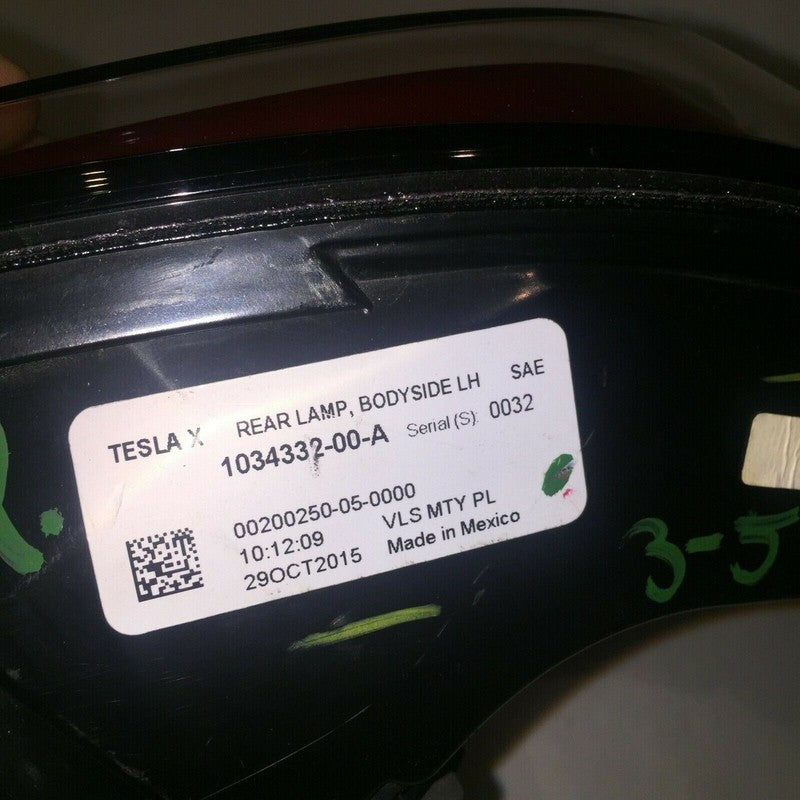 TESLA X REAR LAMP, BODYSIDE LH SAE
1034332-00-A Serial (S): 0032
00200250-05-0000
10:12:09 VLS MTY PL
29OCT2015 Made in Mexico
3-5